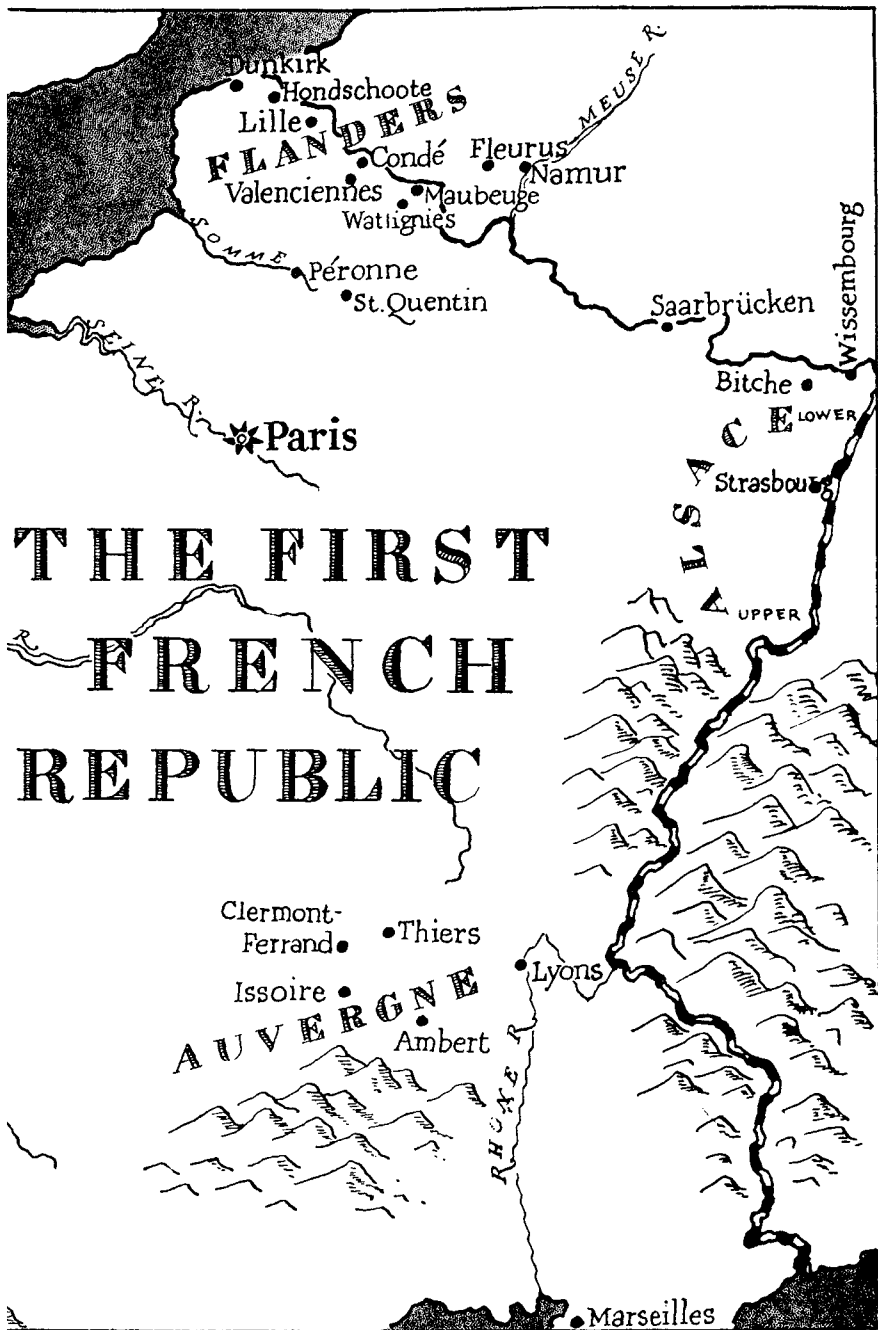 Dunkirk
Hondschoote
Lille
FLANDERS
Condé
Valenciennes
Fleurus
Namur
MEUSE R.
Maubeuge
Wattignies
SOMME
Péronne
St. Quentin
Saarbrücken
Wissembourg
Bitche
SEINE R.
Paris
ALSACE
LOWER
Strasbourg
UPPER
THE FIRST
R.
FRENCH
REPUBLIC
Clermont-
Ferrand
Thiers
Issoire
Lyons
AUVERGNE
Ambert
RHONE R
Marseilles